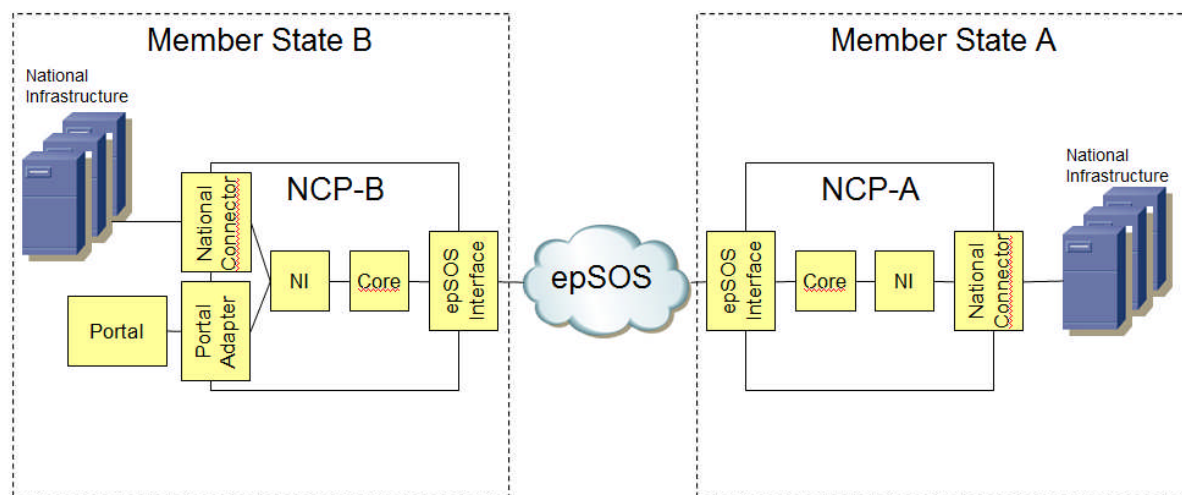 Member State B
National
Infrastructure
NCP-B
National
Connector
NI
Core
epSOS
Interface
Portal
Portal
Adapter
epSOS
Member State A
NCP-A
epSOS
Interface
Core
NI
National
Connector
National
Infrastructure